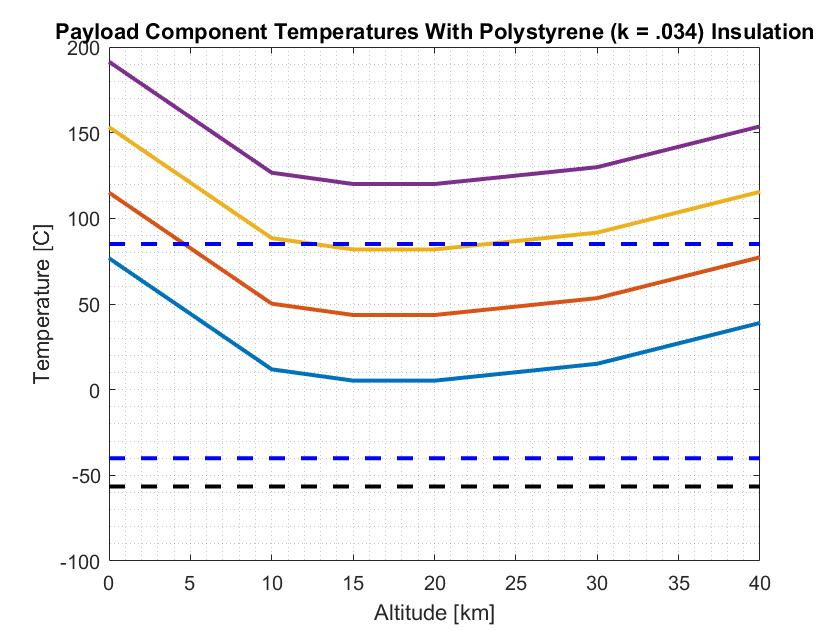 Payload Component Temperatures With Polystyrene (k = .034) Insulation
200
150
100
50
0
-50
-100
Temperature [C]
0 5 10 15 20 25 30 35 40
Altitude [km]